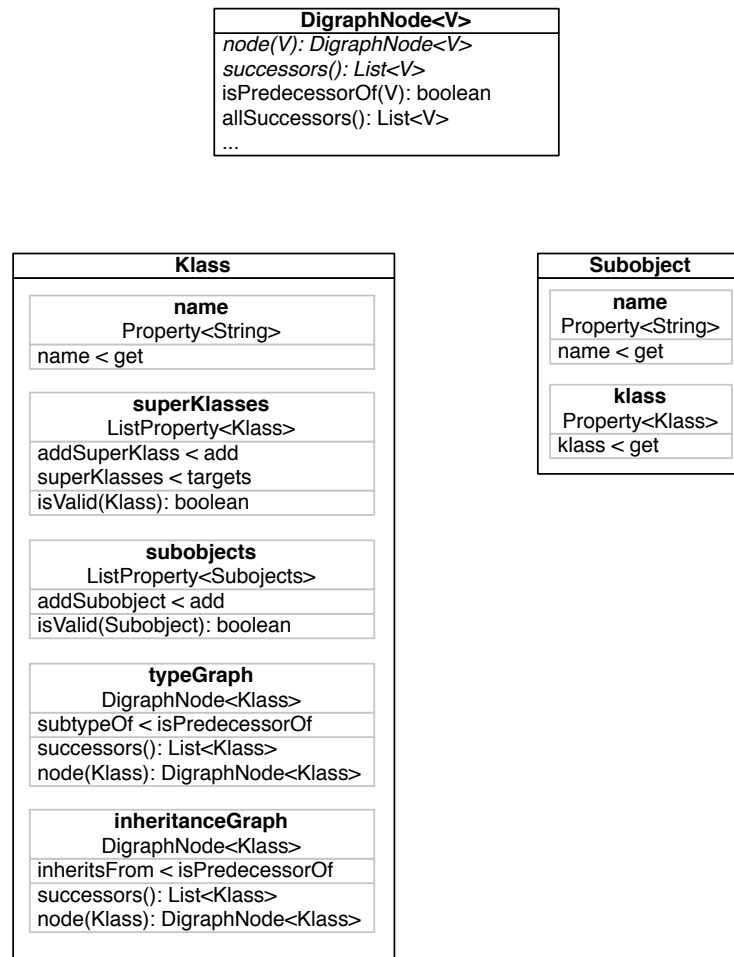 DigraphNode<V>
node(V): DigraphNode<V>
successors(): List<V>
isPredecessorOf(V): boolean
allSuccessors(): List<V>
...
Klass
name
Property<String>
name < get
superKlasses
ListProperty<Klass>
addSuperKlass < add
superKlasses < targets
isValid(Klass): boolean
subobjects
ListProperty<Subojects>
addSubobject < add
isValid(Subobject): boolean
typeGraph
DigraphNode<Klass>
subtypeOf < isPredecessorOf
successors(): List<Klass>
node(Klass): DigraphNode<Klass>
inheritanceGraph
DigraphNode<Klass>
inheritsFrom < isPredecessorOf
successors(): List<Klass>
node(Klass): DigraphNode<Klass>
Subobject
name
Property<String>
name < get
klass
Property<Klass>
klass < get